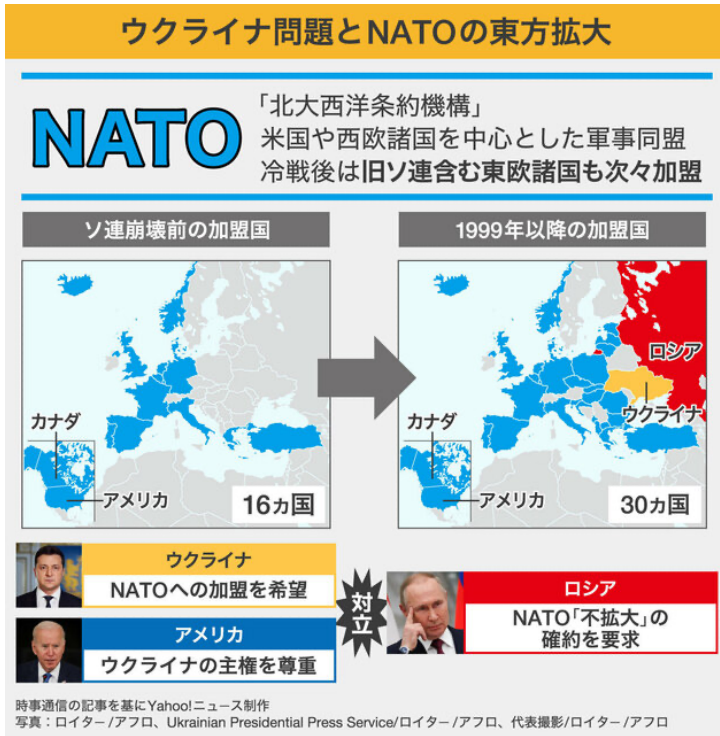 ウクライナ問題とNATOの東方拡大
NATO
「北大西洋条約機構」
米国や西欧諸国を中心とした軍事同盟
冷戦後は旧ソ連含む東欧諸国も次々加盟
ソ連崩壊前の加盟国
カナダ
アメリカ
16ヵ国
1999年以降の加盟国
ロシア
ウクライナ
カナダ
アメリカ
30ヵ国
ウクライナ
NATOへの加盟を希望
アメリカ
ウクライナの主権を尊重
対立
ロシア
NATO「不拡大」の
確約を要求
時事通信の記事を基にYahoo!ニュース制作
写真：ロイター/アフロ、Ukrainian Presidential Press Service/ロイター/アフロ、代表撮影/ロイター/アフロ